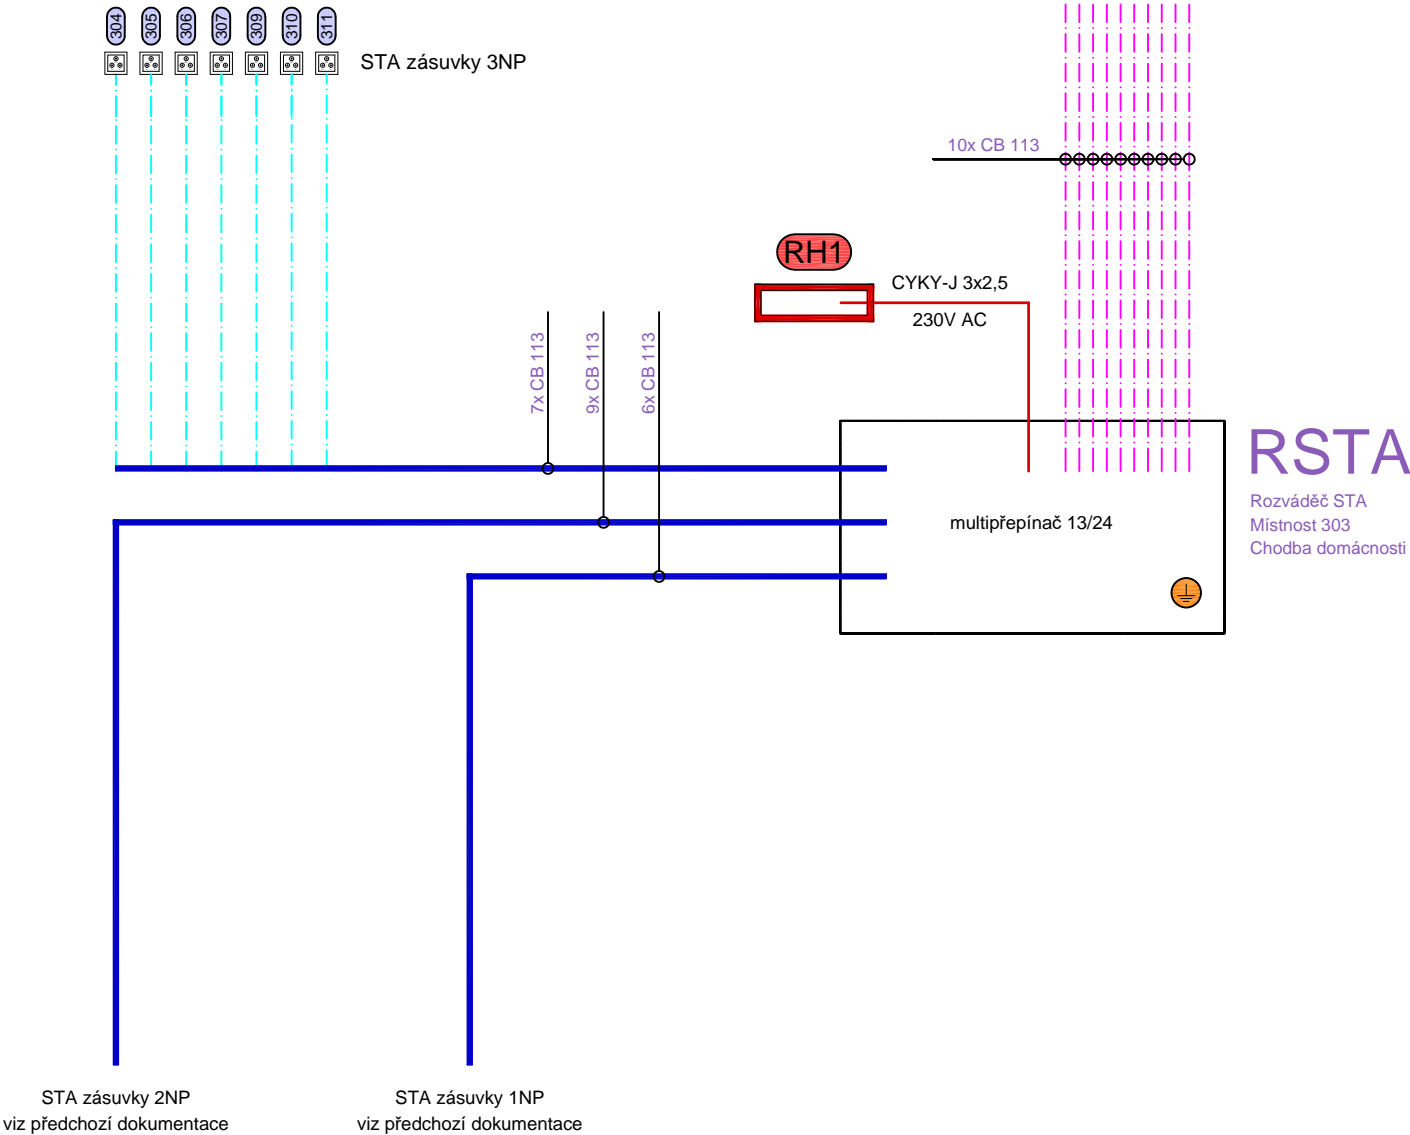 304 305 306 307 309 310 311
STA zásuvky 3NP
10x CB 113
RH1
CYKY-J 3x2,5
230V AC
7x CB 113
9x CB 113
6x CB 113
RSTA
Rozváděč STA
Místnost 303
Chodba domácnosti
multipřepínač 13/24
STA zásuvky 2NP
viz předchozí dokumentace
STA zásuvky 1NP
viz předchozí dokumentace